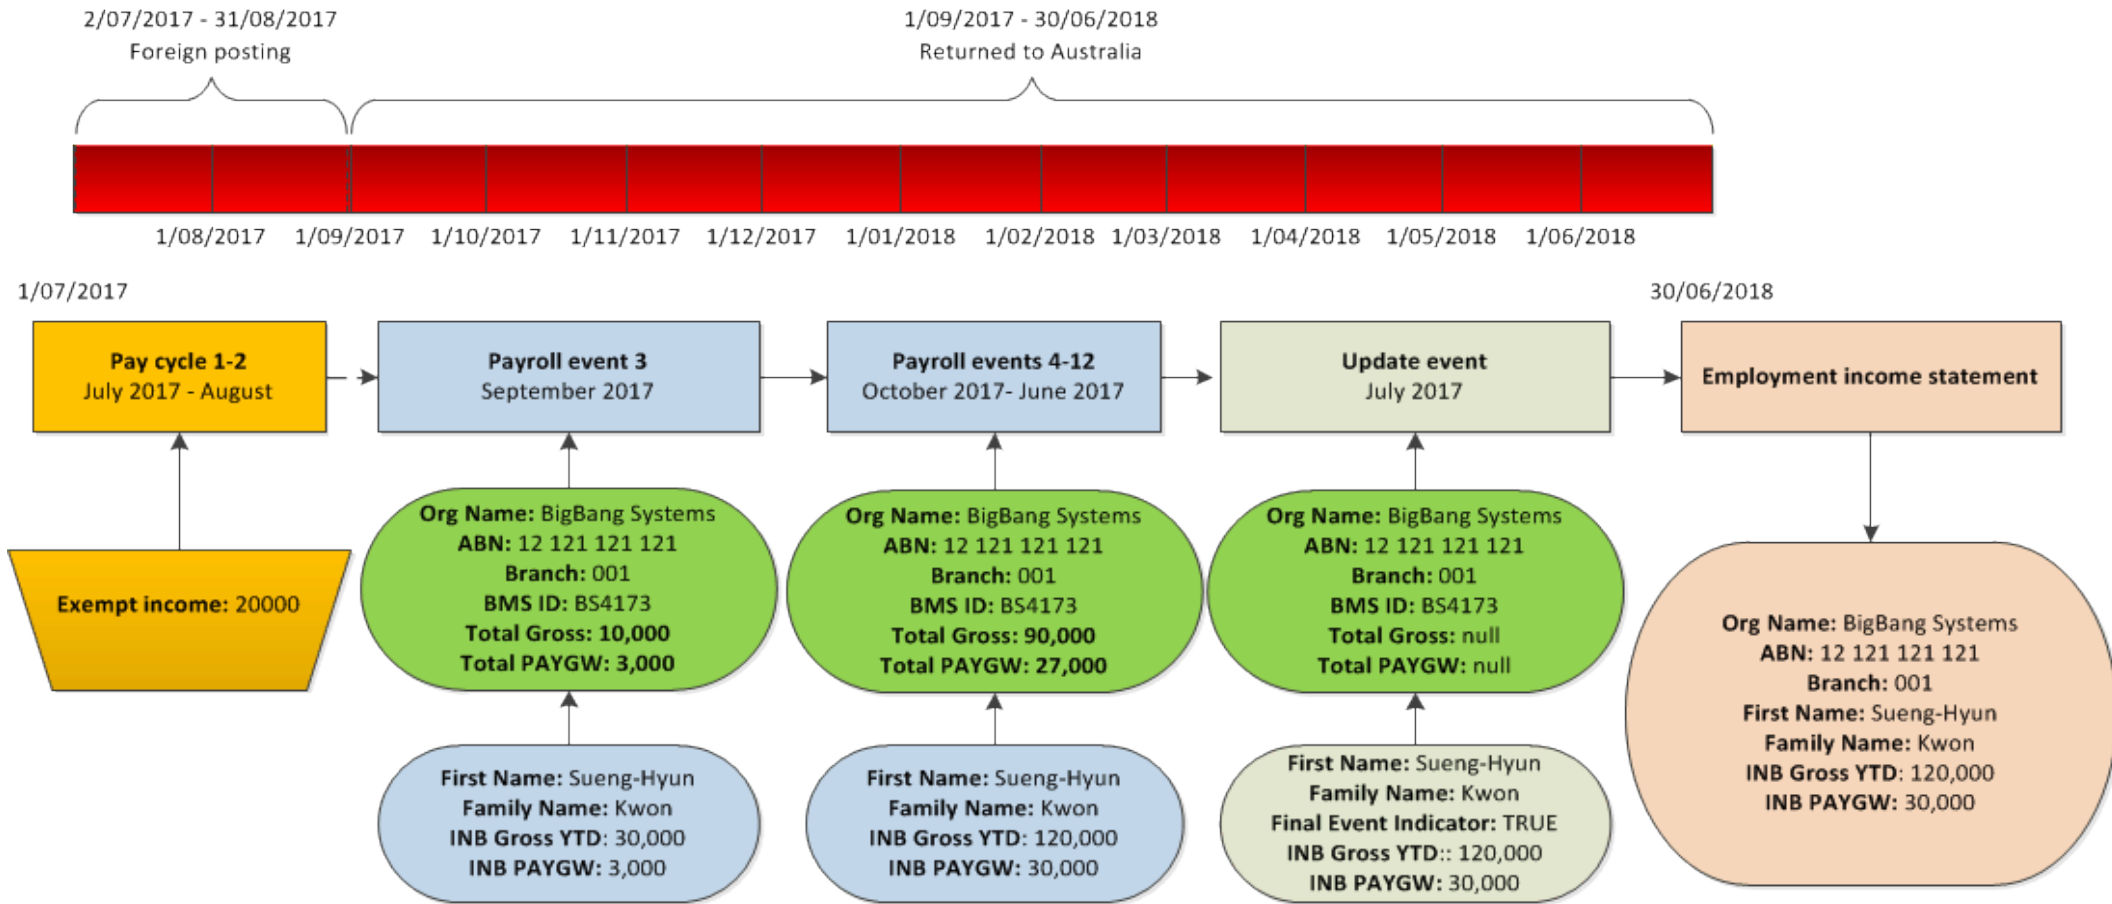 2/07/2017 - 31/08/2017
Foreign posting
1/09/2017 - 30/06/2018
Returned to Australia
1/08/2017
1/09/2017
1/10/2017
1/11/2017
1/12/2017
1/01/2018
1/02/2018
1/03/2018
1/04/2018
1/05/2018
1/06/2018
1/07/2017
30/06/2018
Pay cycle 1-2
July 2017 - August
Payroll event 3
September 2017
Payroll events 4-12
October 2017- June 2017
Update event
July 2017
Employment income statement
Exempt income: 20000
Org Name: BigBang Systems
ABN: 12 121 121 121
Branch: 001
BMS ID: BS4173
Total Gross: 10,000
Total PAYGW: 3,000
Org Name: BigBang Systems
ABN: 12 121 121 121
Branch: 001
BMS ID: BS4173
Total Gross: 90,000
Total PAYGW: 27,000
Org Name: BigBang Systems
ABN: 12 121 121 121
Branch: 001
BMS ID: BS4173
Total Gross: null
Total PAYGW: null
Org Name: BigBang Systems
ABN: 12 121 121 121
Branch: 001
First Name: Sueng-Hyun
Family Name: Kwon
INB Gross YTD: 120,000
INB PAYGW: 30,000
First Name: Sueng-Hyun
Family Name: Kwon
INB Gross YTD: 30,000
INB PAYGW: 3,000
First Name: Sueng-Hyun
Family Name: Kwon
INB Gross YTD: 120,000
INB PAYGW: 30,000
First Name: Sueng-Hyun
Family Name: Kwon
Final Event Indicator: TRUE
INB Gross YTD:: 120,000
INB PAYGW: 30,000